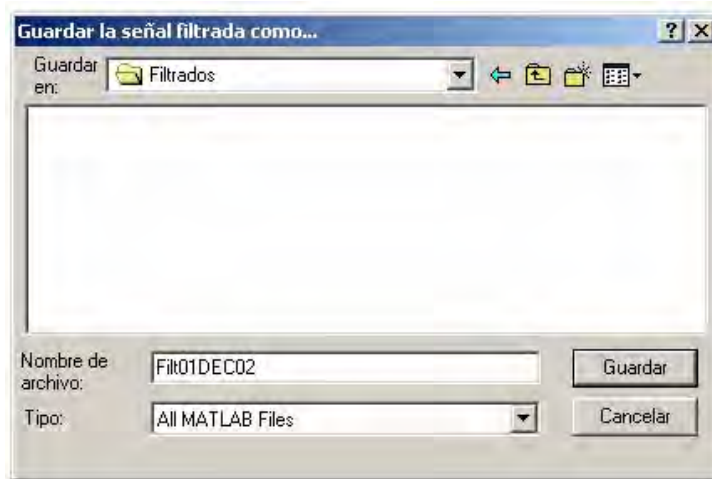 Guardar la señal filtrada como...
Guardar
en:
Filtrados
Nombre de
archivo:
Filt01DEC02
Guardar
Tipo:
All MATLAB Files
Cancelar